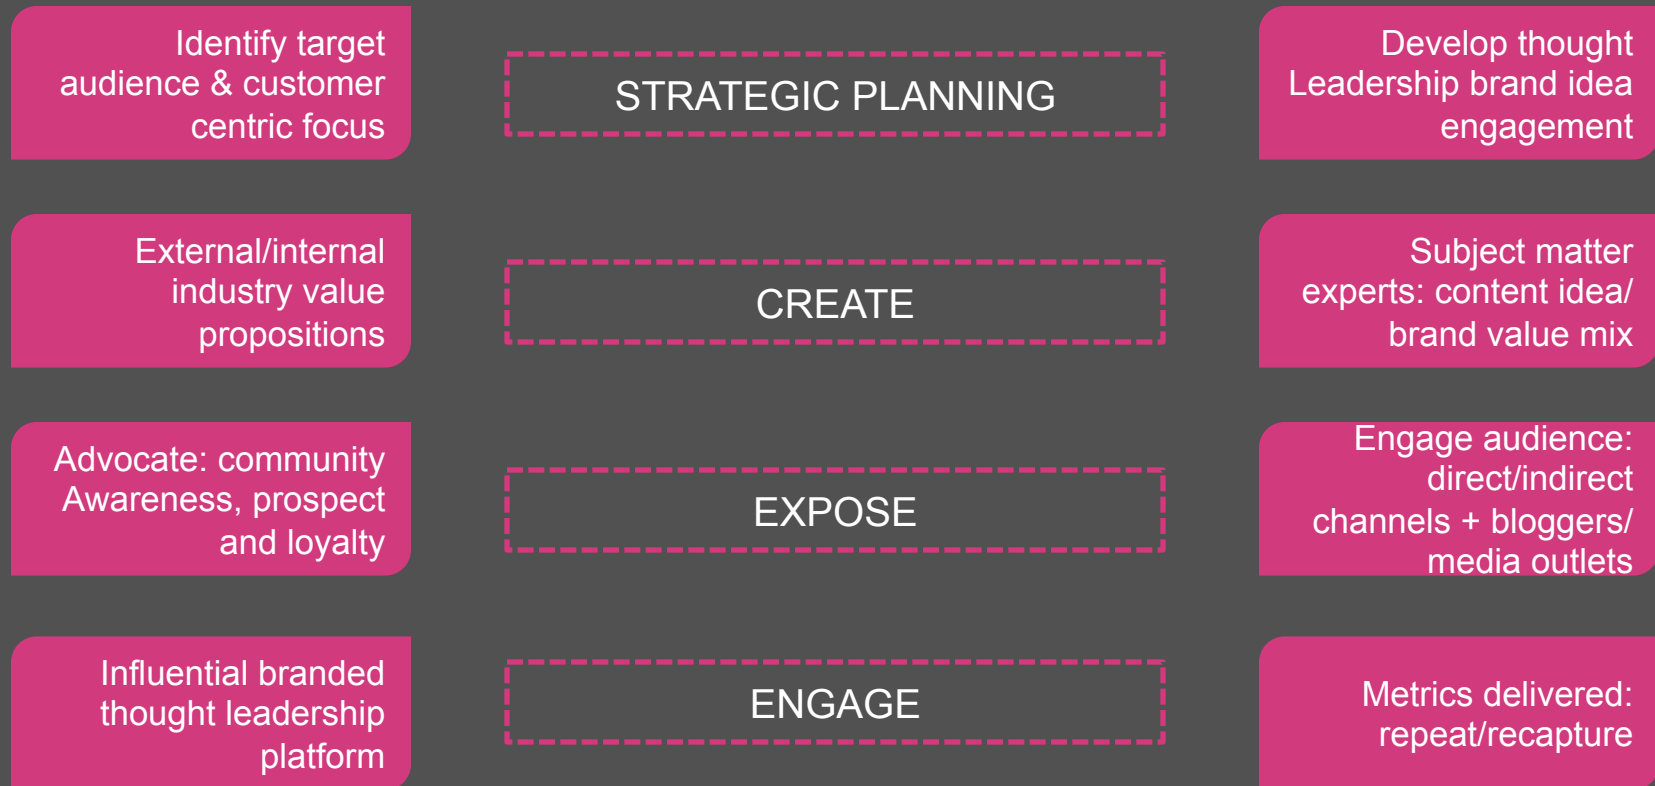 Identify target
audience & customer
centric focus
STRATEGIC PLANNING
Develop thought
Leadership brand idea
engagement
External/internal
industry value
propositions
CREATE
Subject matter
experts: content idea/
brand value mix
Advocate: community
Awareness, prospect
and loyalty
EXPOSE
Engage audience:
direct/indirect
channels + bloggers/
media outlets
Influential branded
thought leadership
platform
ENGAGE
Metrics delivered:
repeat/recapture